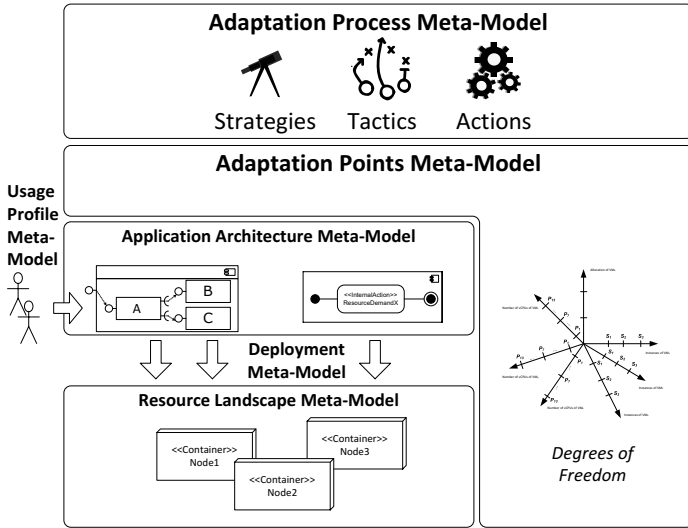 Adaptation Process Meta-Model
Strategies
Tactics
Actions
Adaptation Points Meta-Model
Usage
Profile
Meta-
Model
Application Architecture Meta-Model
A
B
C
<<InternalAction>>
ResourceDemandX
Deployment
Meta-Model
Resource Landscape Meta-Model
<<Container>>
Node1
<<Container>>
Node2
<<Container>>
Node3
Degrees of
Freedom